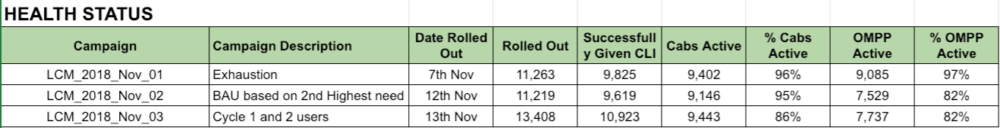 HEALTH STATUS
Campaign Campaign Description Date Rolled Out Rolled Out Successfully Given CLI Cabs Active % Cabs Active OMPP Active % OMPP Active
LCM_2018_Nov_01 Exhaustion 7th Nov 11,263 9,825 9,402 96% 9,085 97%
LCM_2018_Nov_02 BAU based on 2nd Highest need 12th Nov 11,219 9,619 9,146 95% 7,529 82%
LCM_2018_Nov_03 Cycle 1 and 2 users 13th Nov 13,408 10,923 9,443 86% 7,737 82%